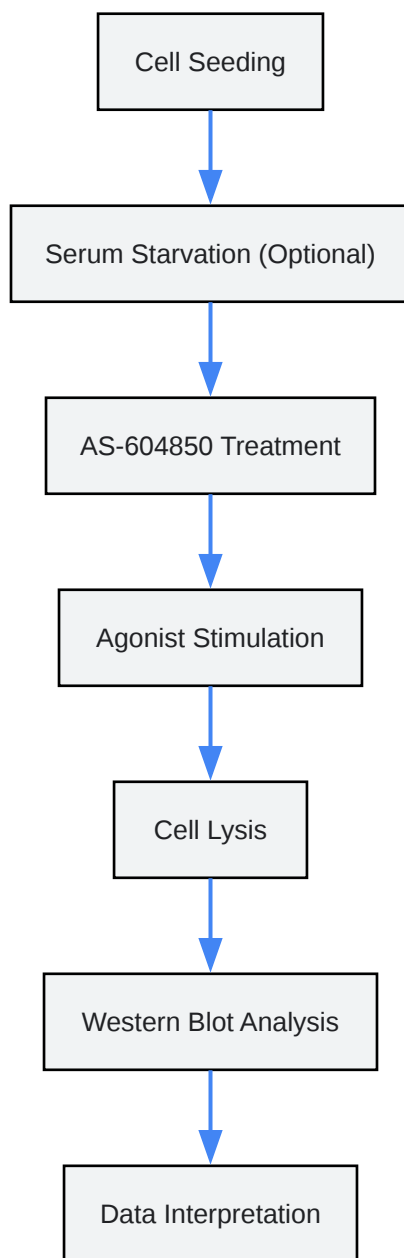 Cell Seeding
Serum Starvation (Optional)
AS-604850 Treatment
Agonist Stimulation
Cell Lysis
Western Blot Analysis
Data Interpretation